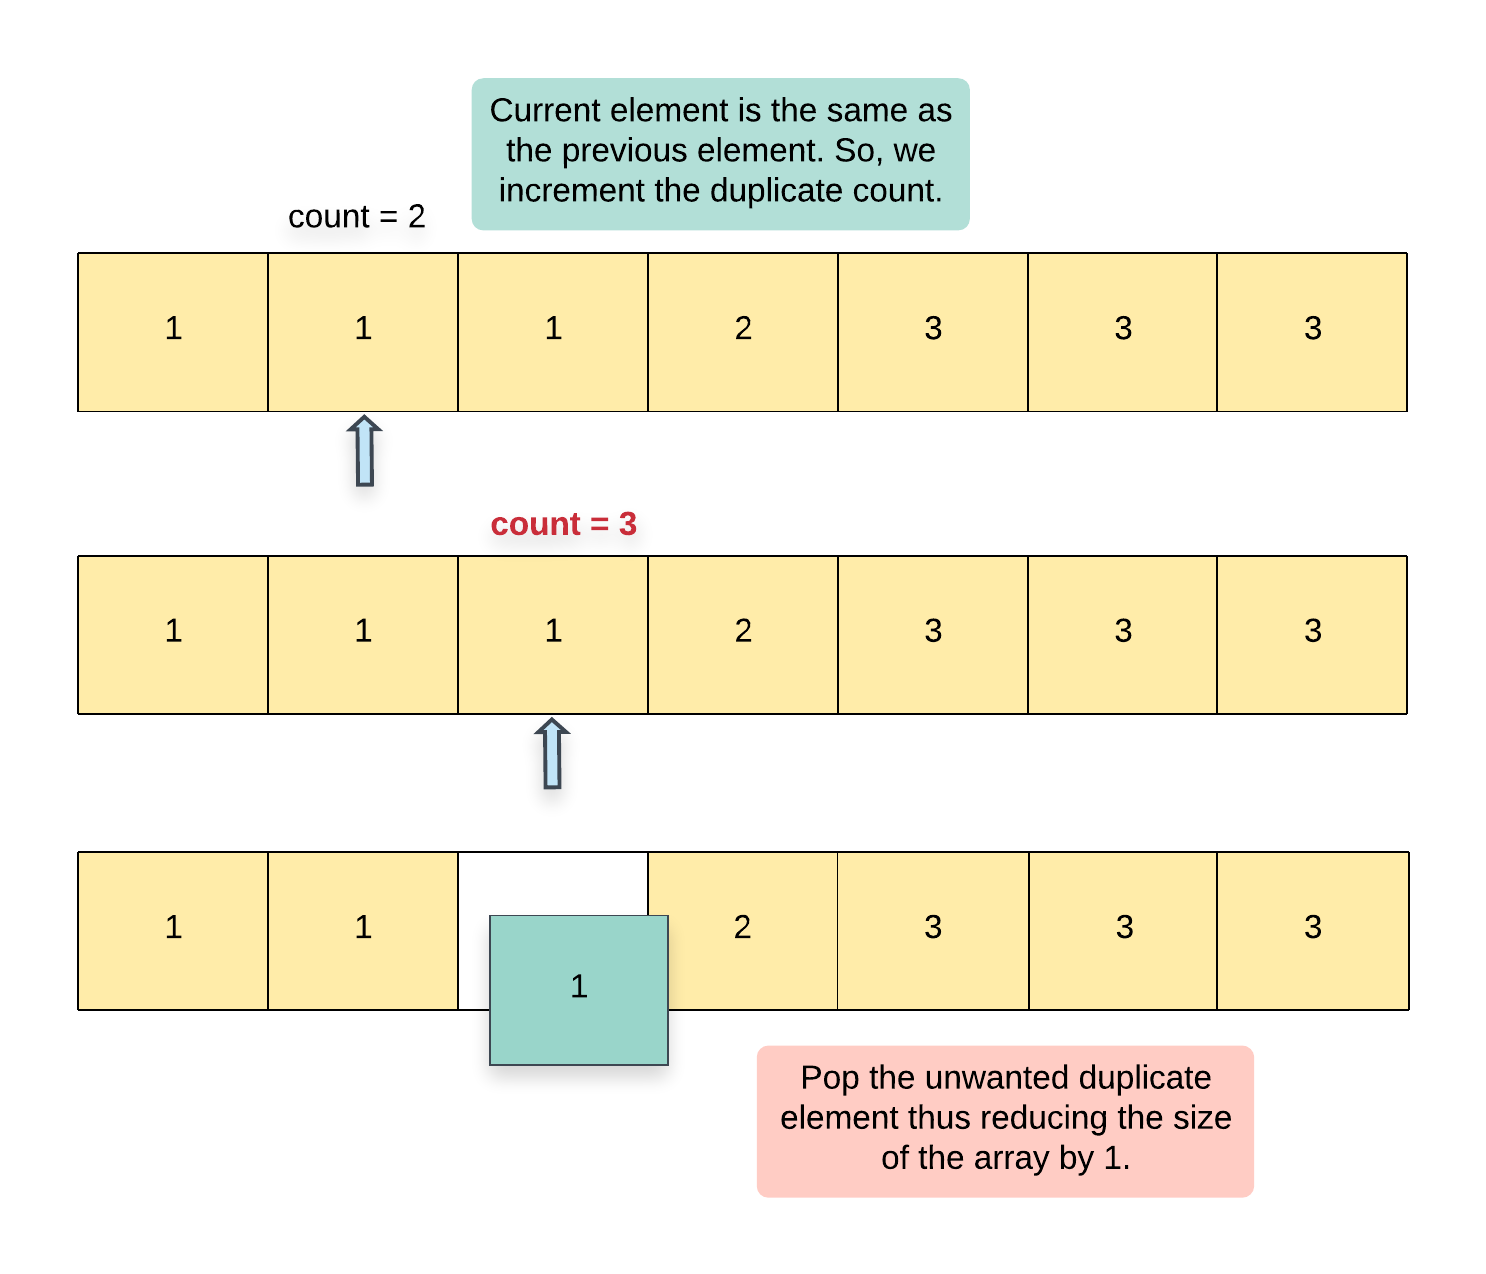 Current element is the same as
the previous element. So, we
increment the duplicate count.
count = 2
1 1 1 2 3 3 3
count = 3
1 1 1 2 3 3 3
1 1 1 2 3 3 3
Pop the unwanted duplicate
element thus reducing the size
of the array by 1.